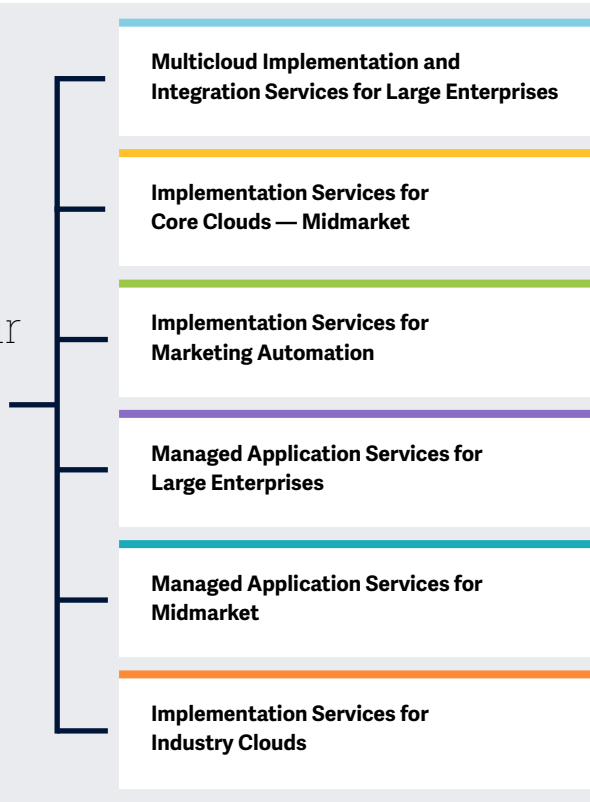 Multicloud Implementation and
Integration Services for Large Enterprises
Implementation Services for
Core Clouds — Midmarket
Implementation Services for
Marketing Automation
Managed Application Services for
Large Enterprises
Managed Application Services for
Midmarket
Implementation Services for
Industry Clouds